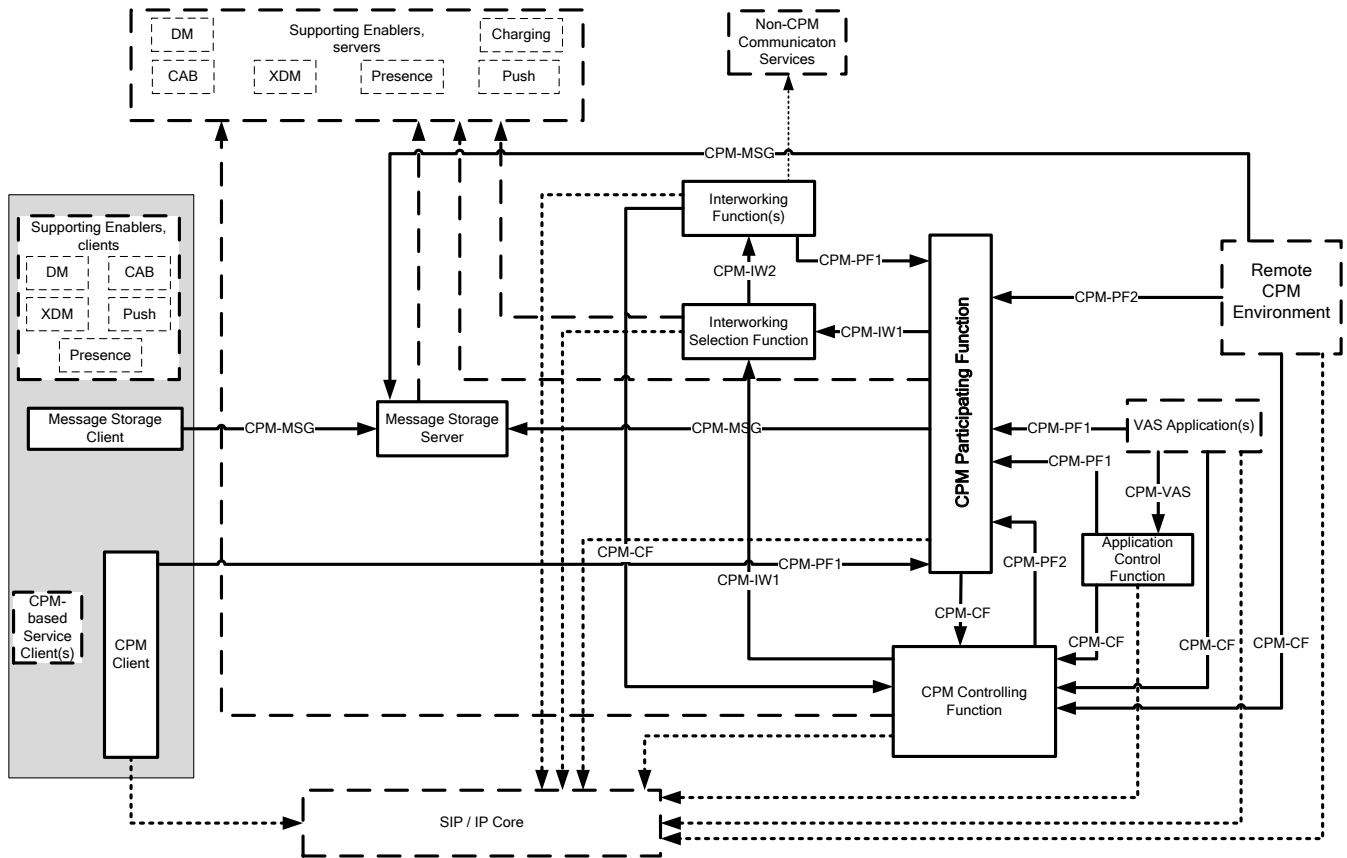 DM
Supporting Enablers,
servers
Charging
CAB
XDM
Presence
Push
Non-CPM
Communicaton
Services
CPM-MSG
Supporting Enablers,
clients
DM
CAB
XDM
Push
Presence
Interworking
Function(s)
CPM-PF1
CPM-IW2
Interworking
Selection Function
CPM-IW1
CPM Participating Function
CPM-PF2
Remote
CPM
Environment
Message Storage
Client
CPM-MSG
Message Storage
Server
CPM-MSG
CPM-PF1
VAS Application(s)
CPM-PF1
CPM-VAS
Application
Control
Function
CPM-CF
CPM-PF1
CPM-IW1
CPM-PF2
CPM-CF
CPM-CF
CPM-CF
CPM-CF
CPM-
based
Service
Client(s)
CPM
Client
CPM Controlling
Function
SIP / IP Core